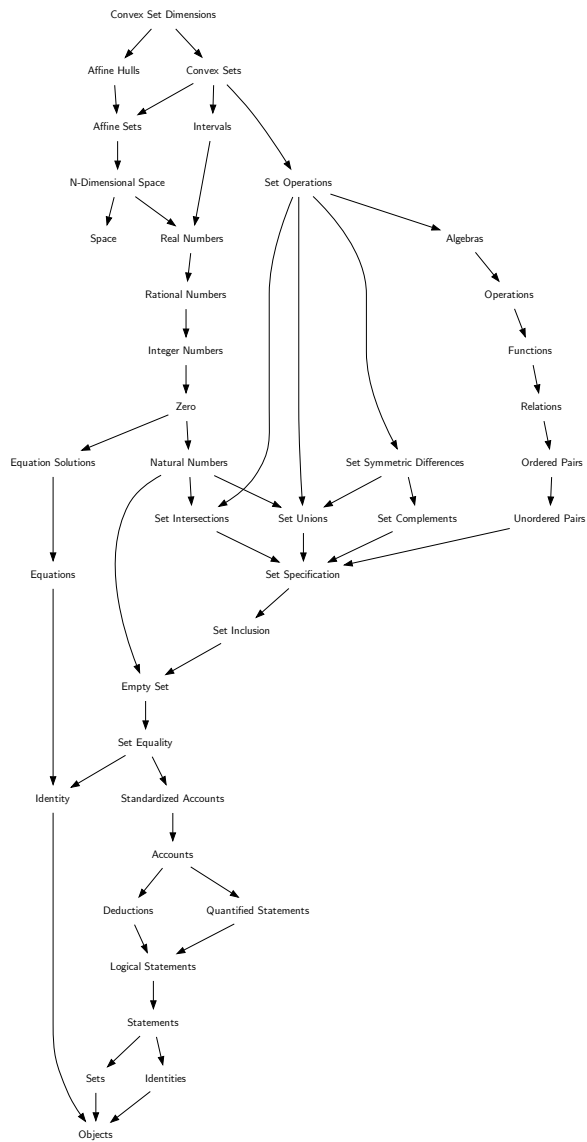 Convex Set Dimensions
Affine Hulls
Convex Sets
Affine Sets
Intervals
N-Dimensional Space
Set Operations
Space
Real Numbers
Algebras
Rational Numbers
Operations
Integer Numbers
Functions
Zero
Relations
Equation Solutions
Natural Numbers
Set Symmetric Differences
Ordered Pairs
Set Intersections
Set Unions
Set Complements
Unordered Pairs
Equations
Set Specification
Set Inclusion
Empty Set
Set Equality
Identity
Standardized Accounts
Accounts
Deductions
Quantified Statements
Logical Statements
Statements
Sets
Identities
Objects